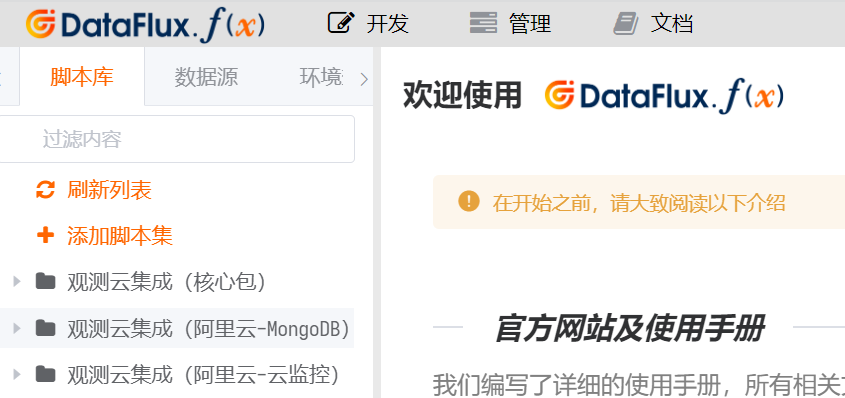 DataFlux.f(x) 开发 管理 文档
脚本库 数据源 环境
过滤内容
刷新列表
添加脚本集
观测云集成（核心包）
观测云集成（阿里云-MongoDB）
观测云集成（阿里云-云监控）
欢迎使用 DataFlux.f(x)
在开始之前，请大致阅读以下介绍
官方网站及使用手册
我们编写了详细的使用手册，所有相关